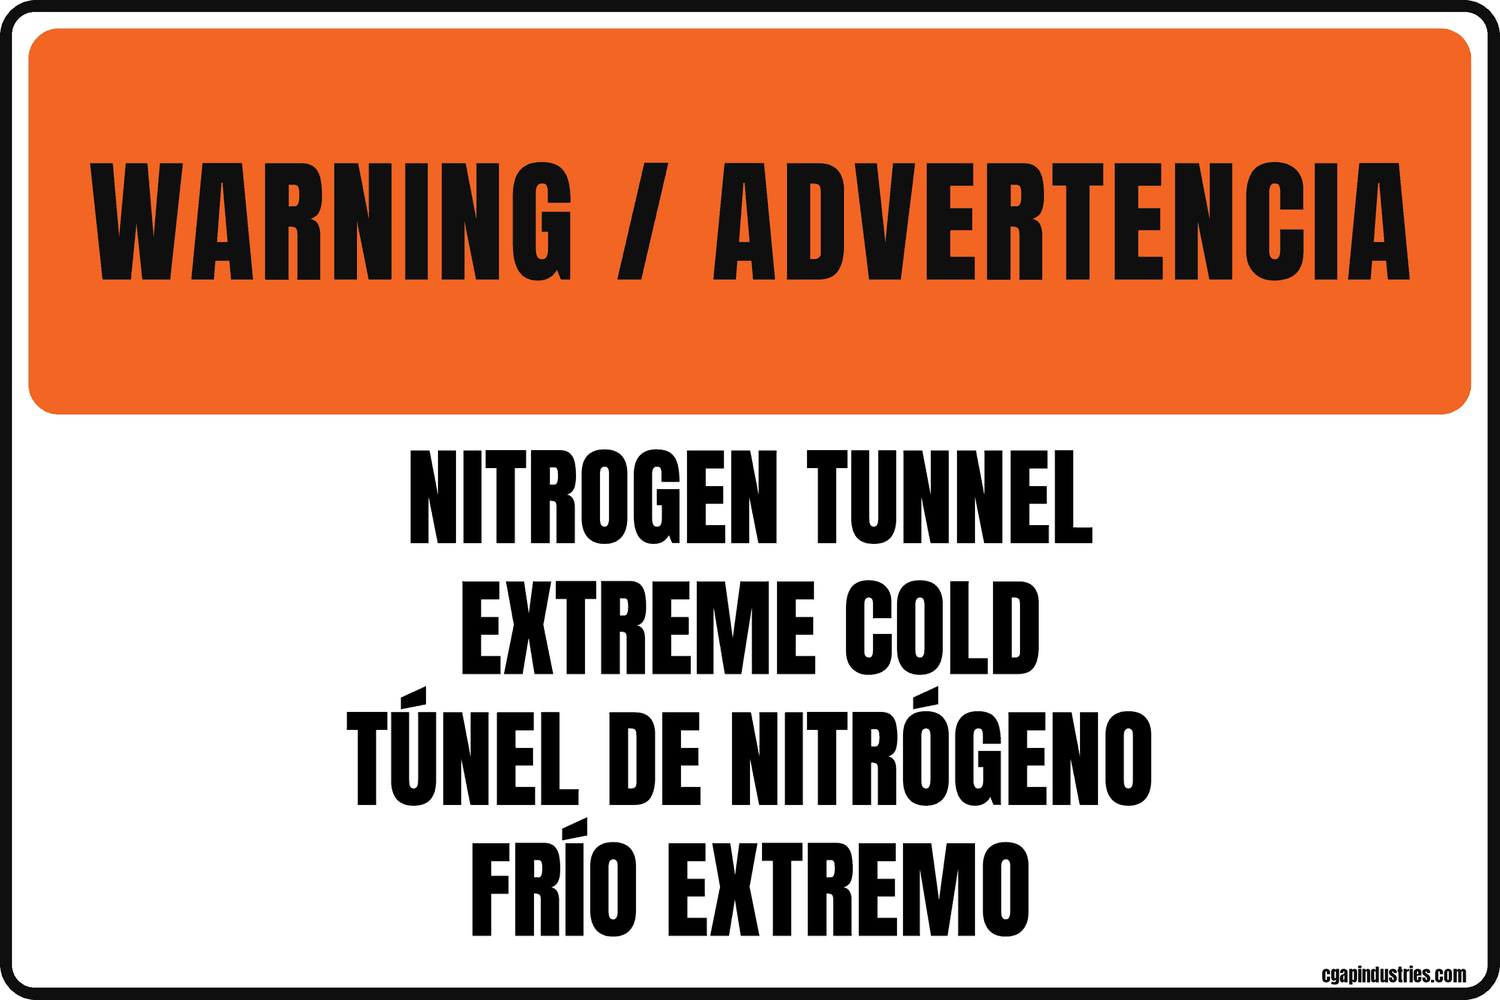 WARNING / ADVERTENCIA
NITROGEN TUNNEL
EXTREME COLD
TÚNEL DE NITRÓGENO
FRÍO EXTREMO
cgapindustries.com